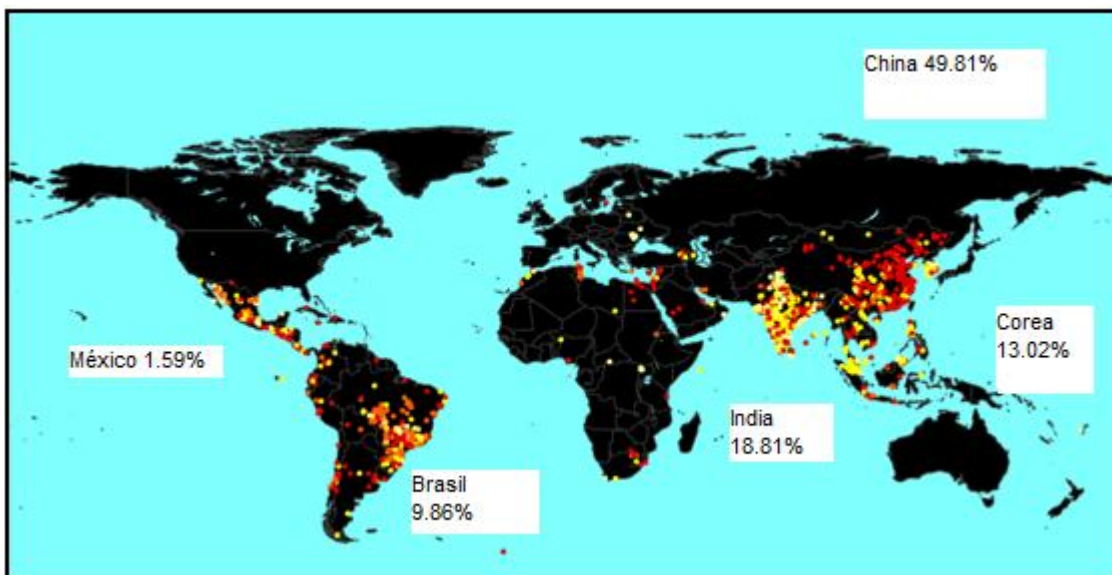 China 49.81%
México 1.59%
Corea
13.02%
India
18.81%
Brasil
9.86%